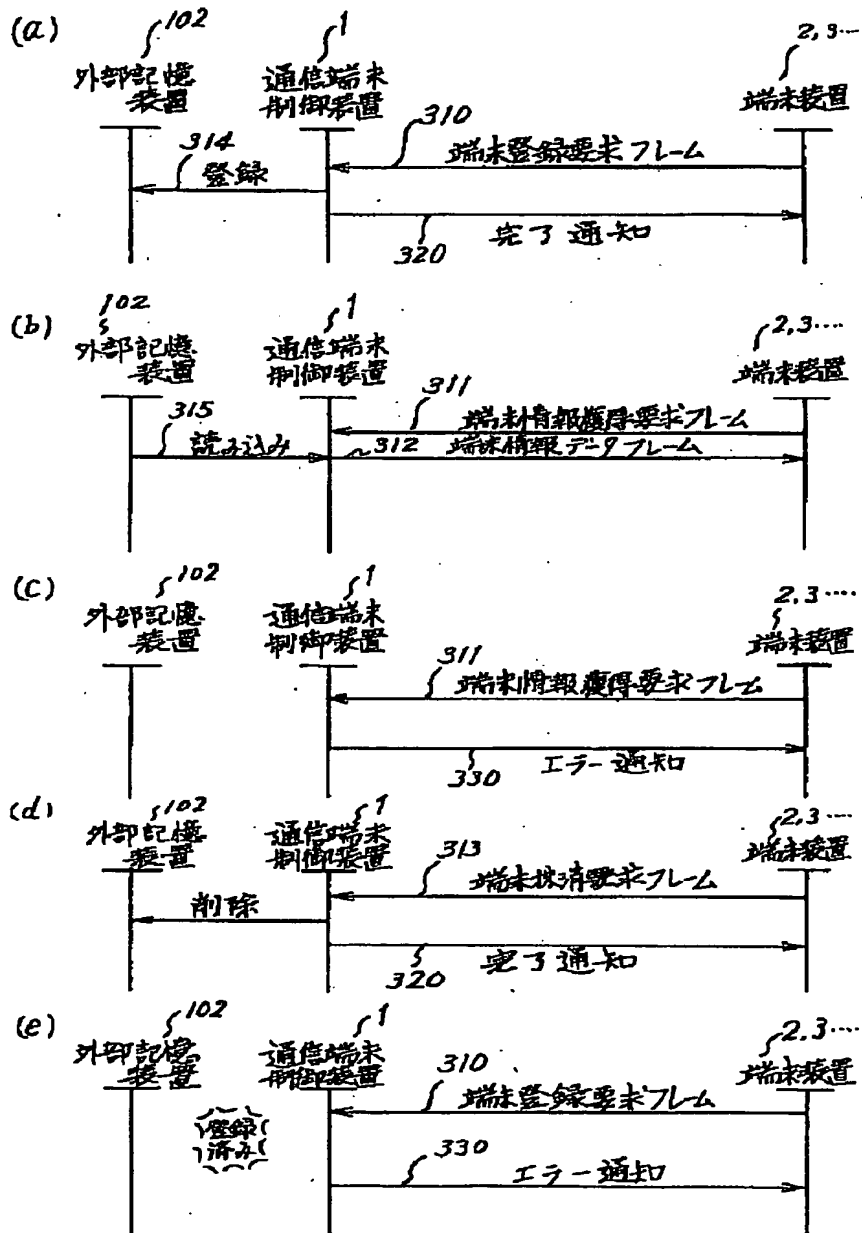 (a)
102
1
2,3…
外部記憶
装置
通信端末
制御装置
端末装置
310
端末登録要求フレーム
314
登録
320
完了通知
(b)
102
1
2,3….
外部記憶
装置
通信端末
制御装置
端末装置
311
端末情報獲得要求フレーム
315
読み込み
312
端末情報データフレーム
(c)
102
1
2.3….
外部記憶
装置
通信端末
制御装置
端末装置
311
端末情報獲得要求フレーム
330
エラー通知
(d)
102
1
2,3….
外部記憶
装置
通信端末
制御装置
端末装置
313
端末抹消要求フレーム
削除
320
完了通知
(e)
102
1
2.3….
外部記憶
装置
通信端末
制御装置
端末装置
310
端末登録要求フレーム
登録
済み
330
エラー通知